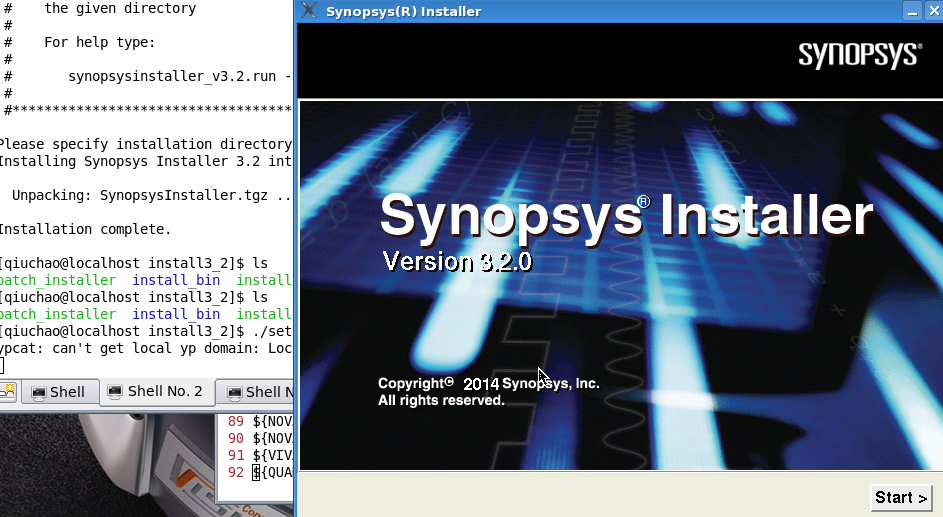 #    the given directory
#
#    For help type:
#
#       synopsysinstaller_v3.2.run -
#
#***********************************
Please specify installation directory
Installing Synopsys Installer 3.2 int
Unpacking: SynopsysInstaller.tgz ..
Installation complete.
[qiuchao@localhost install3_2]$ ls
batch_installer  install_bin  install
[qiuchao@localhost install3_2]$ ls
batch_installer  install_bin  install
[qiuchao@localhost install3_2]$ ./set
ypcat: can't get local yp domain: Loc
Shell
Shell No. 2
Shell N
89 ${NOV
90 ${NOV
91 ${VIV
92 ${QUA
Synopsys(R) Installer
SYNOPSYS®
Synopsys® Installer
Version 3.2.0
Copyright© 2014 Synopsys, Inc.
All rights reserved.
Start >